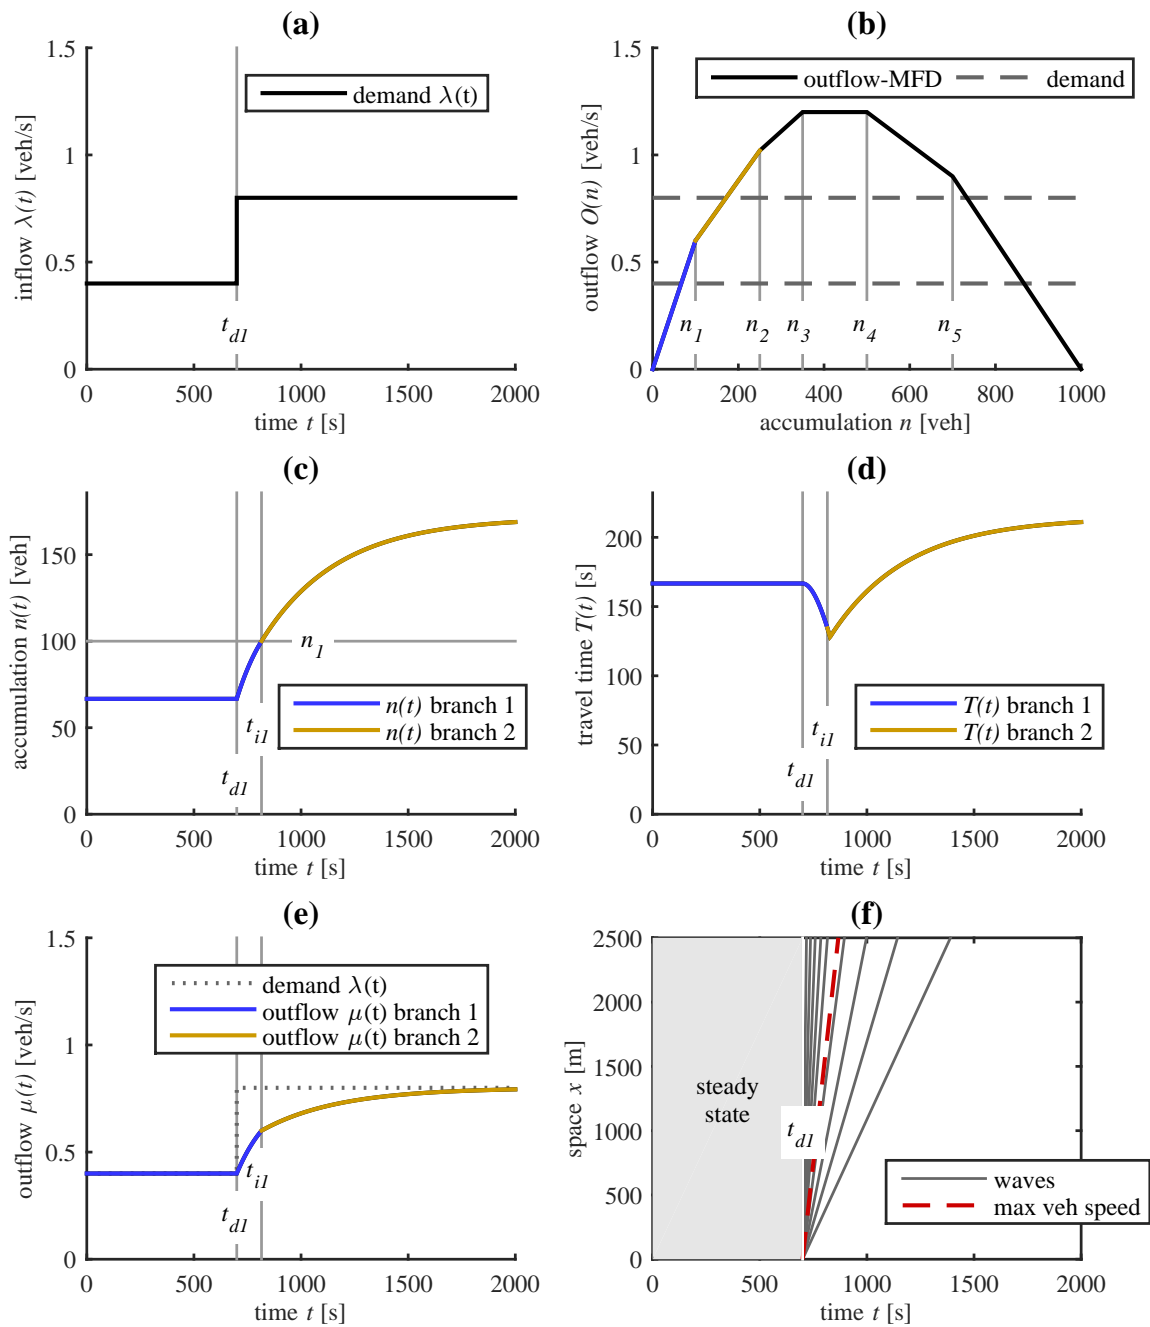 (a)
1.5
1
0.5
0
inflow λ(t) [veh/s]
demand λ(t)
t_d1
0 500 1000 1500 2000
time t [s]
(b)
1.5
1
0.5
0
outflow O(n) [veh/s]
outflow-MFD demand
n_1 n_2 n_3 n_4 n_5
0 200 400 600 800 1000
accumulation n [veh]
(c)
150
100
50
0
accumulation n(t) [veh]
n_1
n(t) branch 1
n(t) branch 2
t_i1
t_d1
0 500 1000 1500 2000
time t [s]
(d)
200
150
100
50
0
travel time T(t) [s]
T(t) branch 1
T(t) branch 2
t_i1
t_d1
0 500 1000 1500 2000
time t [s]
(e)
1.5
1
0.5
0
outflow μ(t) [veh/s]
demand λ(t)
outflow μ(t) branch 1
outflow μ(t) branch 2
t_i1
t_d1
0 500 1000 1500 2000
time t [s]
(f)
2500
2000
1500
1000
500
0
space x [m]
steady
state
t_d1
waves
max veh speed
0 500 1000 1500 2000
time t [s]